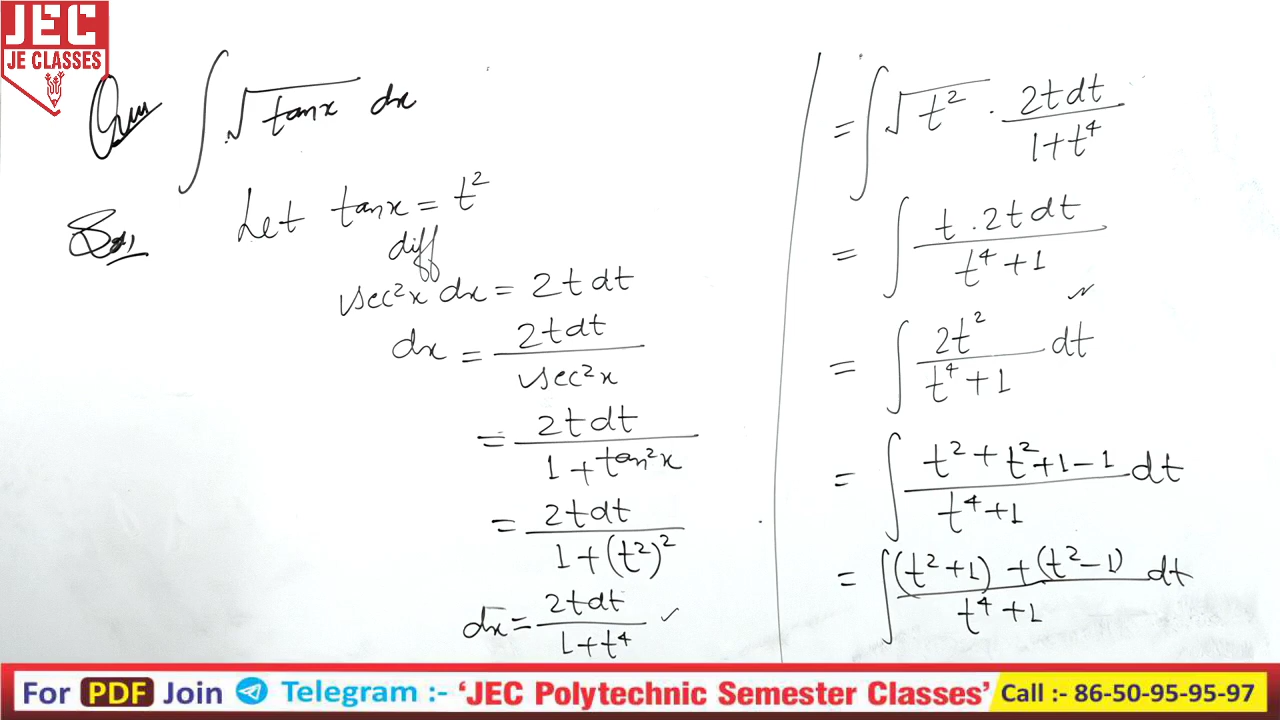 JEC
JE CLASSES
Que ∫ √tanx dx
Sol. Let tanx = t²
diff
sec²x dx = 2t dt
dx = 2t dt / sec²x
= 2t dt / 1 + tan²x
= 2t dt / 1 + (t²)²
dx = 2t dt / 1 + t⁴ ✓
= ∫ √t² · 2t dt / 1 + t⁴
= ∫ t . 2t dt / t⁴ + 1
= ∫ 2t² / t⁴ + 1 dt
= ∫ t² + t² + 1 - 1 / t⁴ + 1 dt
= ∫ (t² + 1) + (t² - 1) / t⁴ + 1 dt
For PDF Join Telegram :- 'JEC Polytechnic Semester Classes' Call :- 86-50-95-95-97